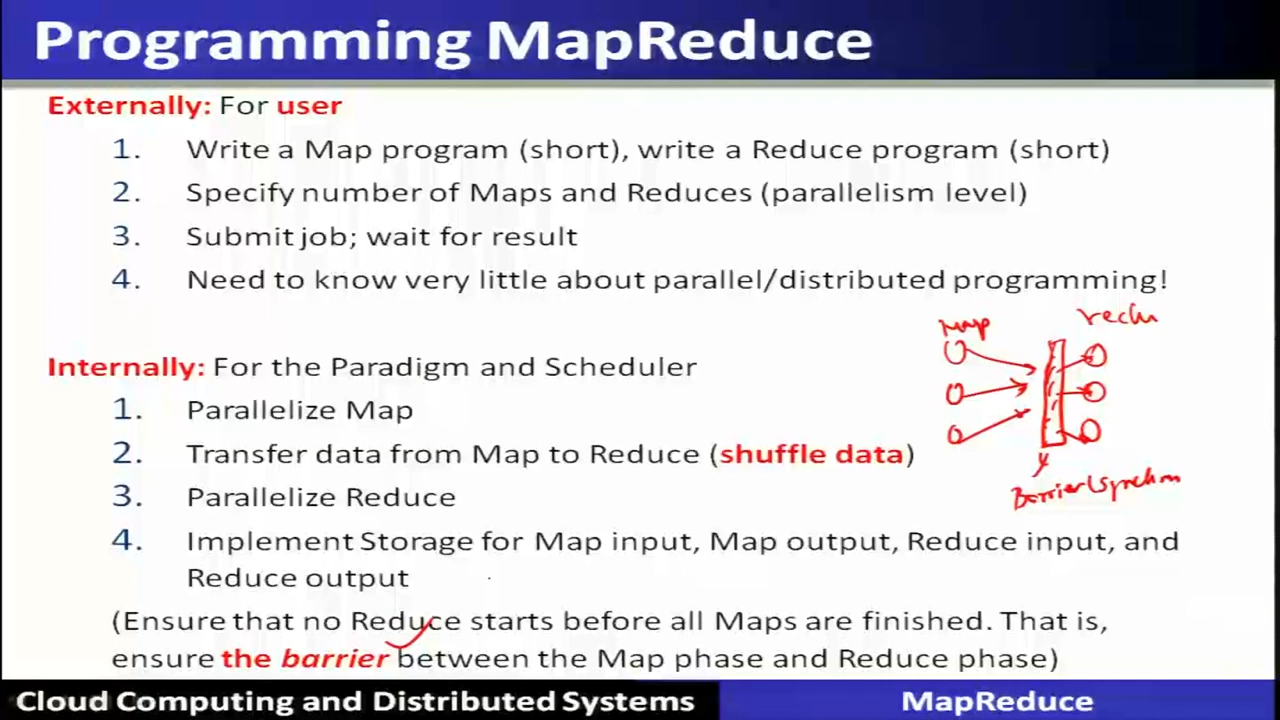 Programming MapReduce
Externally: For user
1. Write a Map program (short), write a Reduce program (short)
2. Specify number of Maps and Reduces (parallelism level)
3. Submit job; wait for result
4. Need to know very little about parallel/distributed programming!
Map
Internally: For the Paradigm and Scheduler
1. Parallelize Map
2. Transfer data from Map to Reduce (shuffle data)
3. Parallelize Reduce
Barrier
4. Implement Storage for Map input, Map output, Reduce input, and
Reduce output
(Ensure that no Reduce starts before all Maps are finished. That is,
ensure the barrier between the Map phase and Reduce phase)
Cloud Computing and Distributed Systems
MapReduce